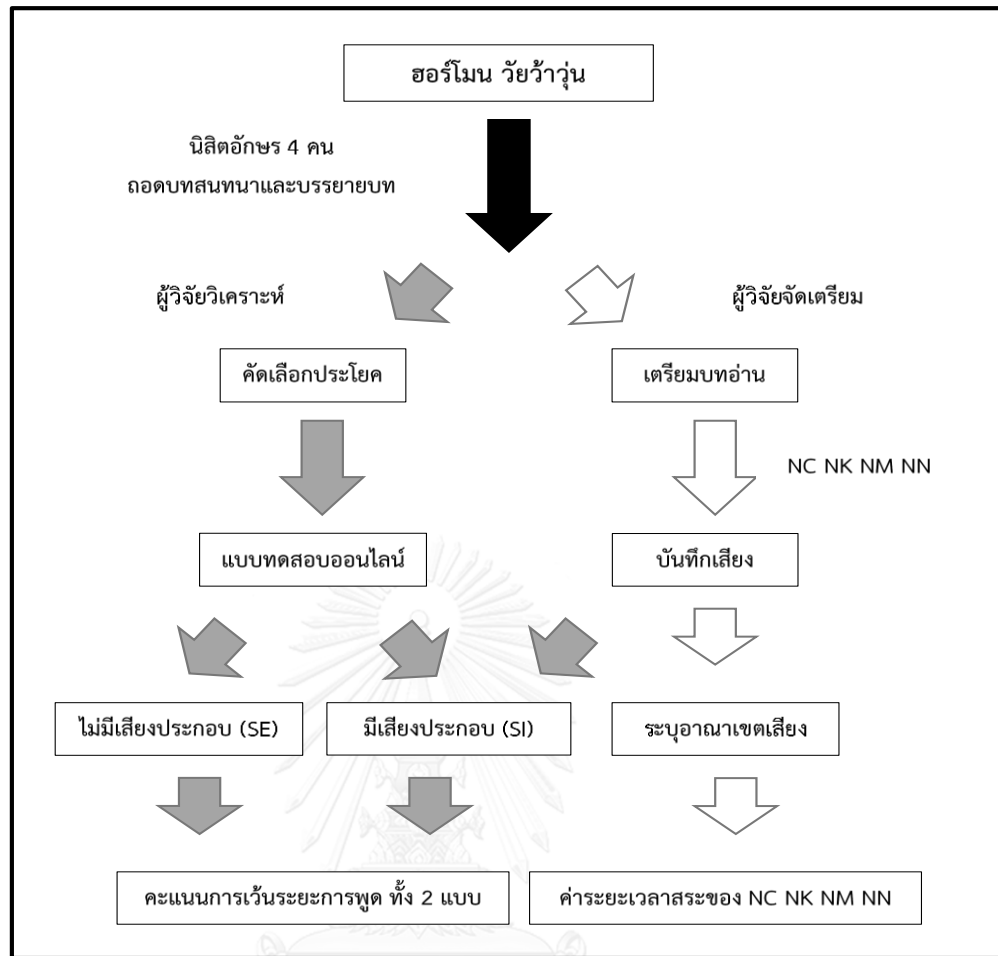 ฮอร์โมน วัยว้าวุ่น
นิสิตอักษร 4 คน
ถอดบทสนทนาและบรรยายบท
ผู้วิจัยวิเคราะห์
ผู้วิจัยจัดเตรียม
คัดเลือกประโยค
เตรียมบทอ่าน
NC NK NM NN
แบบทดสอบออนไลน์
บันทึกเสียง
ไม่มีเสียงประกอบ (SE)
มีเสียงประกอบ (SI)
ระบุอาณาเขตเสียง
คะแนนการเว้นระยะการพูด ทั้ง 2 แบบ
ค่าระยะเวลาสระของ NC NK NM NN